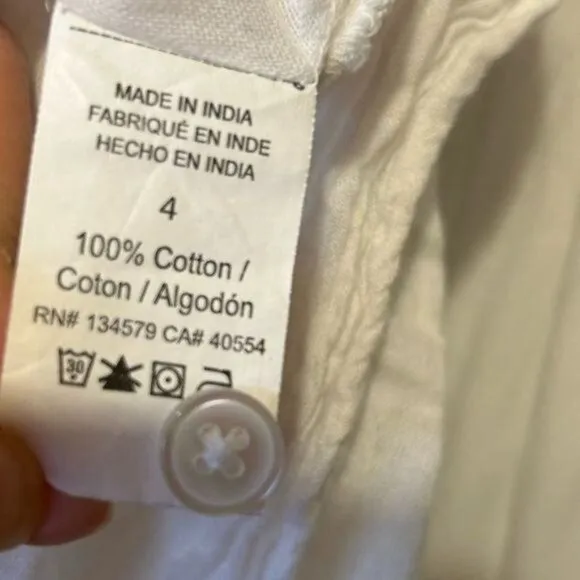 MADE IN INDIA
FABRIQUÉ EN INDE
HECHO EN INDIA
4
100% Cotton /
Coton / Algodón
RN# 134579 CA# 40554
30